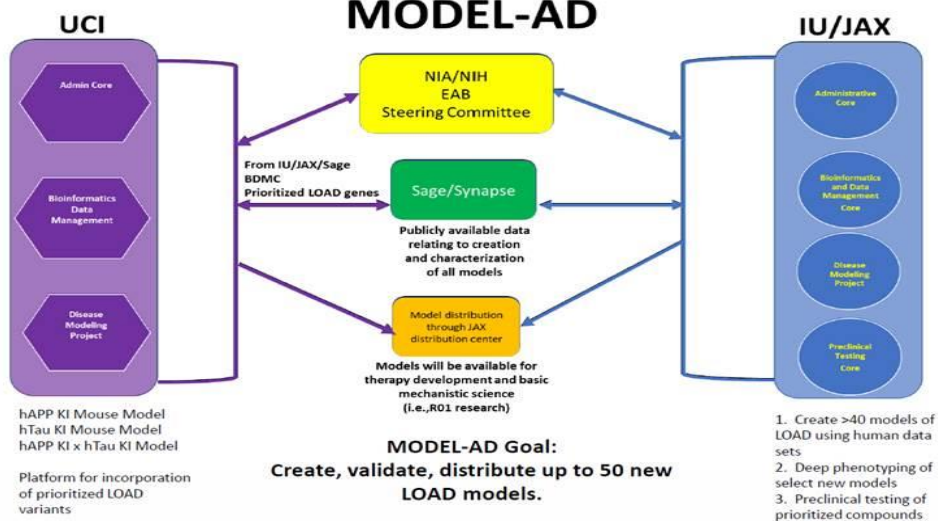 MODEL-AD
UCI
IU/JAX
Admin Core
Bioinformatics
Data
Management
Disease
Modeling
Project
NIA/NIH
EAB
Steering Committee
From IU/JAX/Sage
BDMC
Prioritized LOAD genes
Sage/Synapse
Publicly available data
relating to creation
and characterization
of all models
Model distribution
through JAX
distribution center
Models will be available for
therapy development and basic
mechanistic science
(i.e.,R01 research)
Administrative
Core
Bioinformatics
and Data
Management
Core
Disease
Modeling
Project
Preclinical
Testing
Core
hAPP KI Mouse Model
hTau KI Mouse Model
hAPP KI x hTau KI Model
Platform for incorporation
of prioritized LOAD
variants
MODEL-AD Goal:
Create, validate, distribute up to 50 new
LOAD models.
1. Create >40 models of
LOAD using human data
sets
2. Deep phenotyping of
select new models
3. Preclinical testing of
prioritized compounds